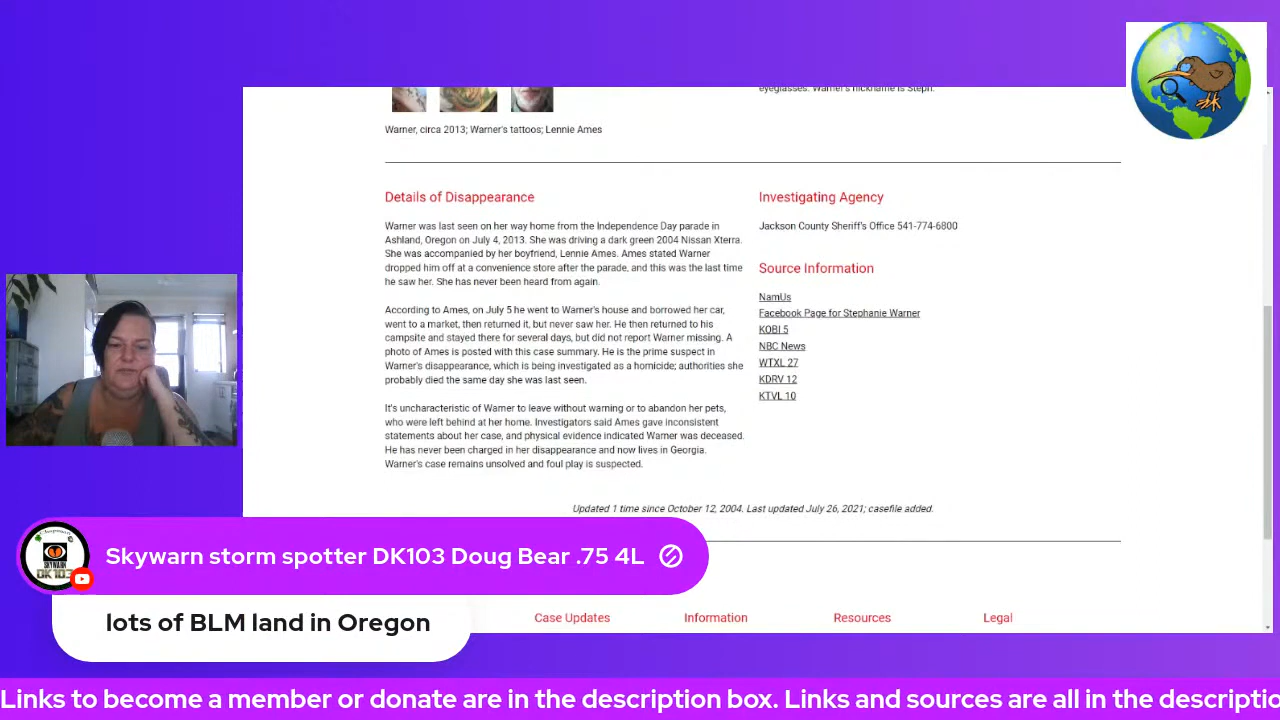 eyeglasses. Warner's nickname is Steph.
Warner, circa 2013; Warner's tattoos; Lennie Ames
Details of Disappearance
Warner was last seen on her way home from the Independence Day parade in
Ashland, Oregon on July 4, 2013. She was driving a dark green 2004 Nissan Xterra.
She was accompanied by her boyfriend, Lennie Ames. Ames stated Warner
dropped him off at a convenience store after the parade, and this was the last time
he saw her. She has never been heard from again.
According to Ames, on July 5 he went to Warner's house and borrowed her car,
went to a market, then returned it, but never saw her. He then returned to his
campsite and stayed there for several days, but did not report Warner missing. A
photo of Ames is posted with this case summary. He is the prime suspect in
Warner's disappearance, which is being investigated as a homicide; authorities she
probably died the same day she was last seen.
It's uncharacteristic of Warner to leave without warning or to abandon her pets,
who were left behind at her home. Investigators said Ames gave inconsistent
statements about her case, and physical evidence indicated Warner was deceased.
He has never been charged in her disappearance and now lives in Georgia.
Warner's case remains unsolved and foul play is suspected.
Investigating Agency
Jackson County Sheriff's Office 541-774-6800
Source Information
NamUs
Facebook Page for Stephanie Warner
KOBI 5
NBC News
WTXL 27
KDRV 12
KTVL 10
Updated 1 time since October 12, 2004. Last updated July 26, 2021; casefile added.
SKYWARN
DK103
Skywarn storm spotter DK103 Doug Bear .75 4L
lots of BLM land in Oregon
Case Updates
Information
Resources
Legal
Links to become a member or donate are in the description box. Links and sources are all in the descriptio